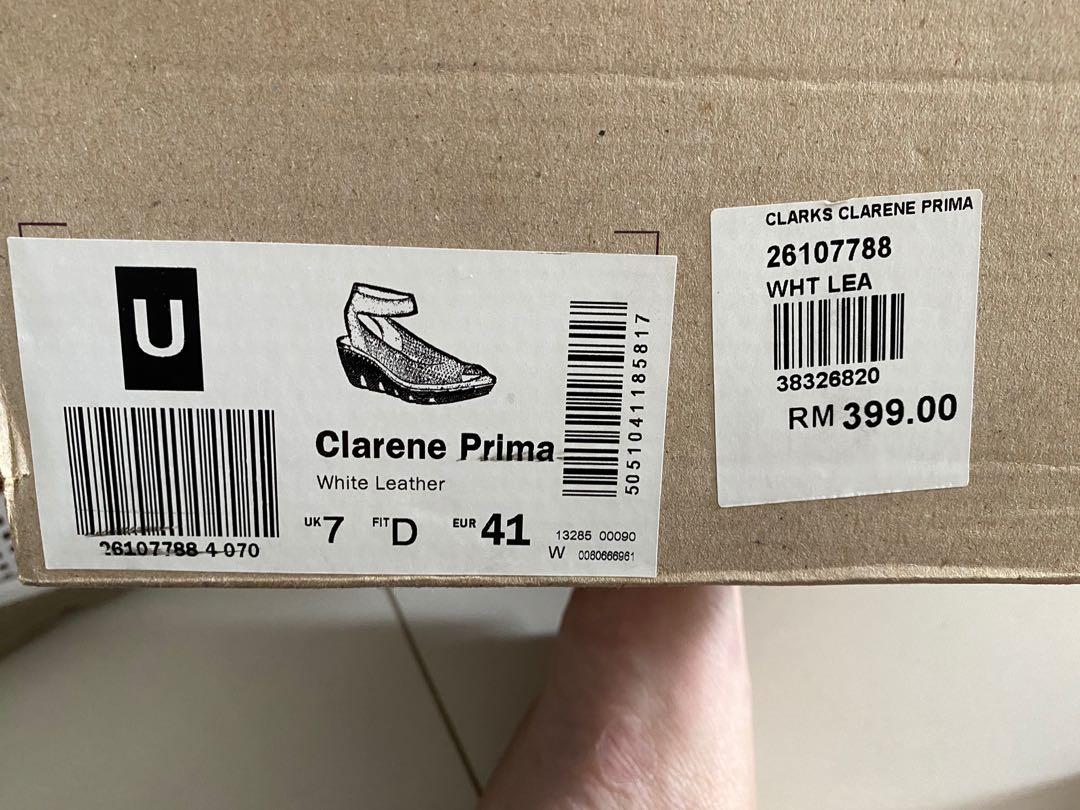 U
26107788 4 070
Clarene Prima
White Leather
UK 7 FIT D EUR 41
5051041185817
13285 00090
W 0060666961
CLARKS CLARENE PRIMA
26107788
WHT LEA
38326820
RM 399.00